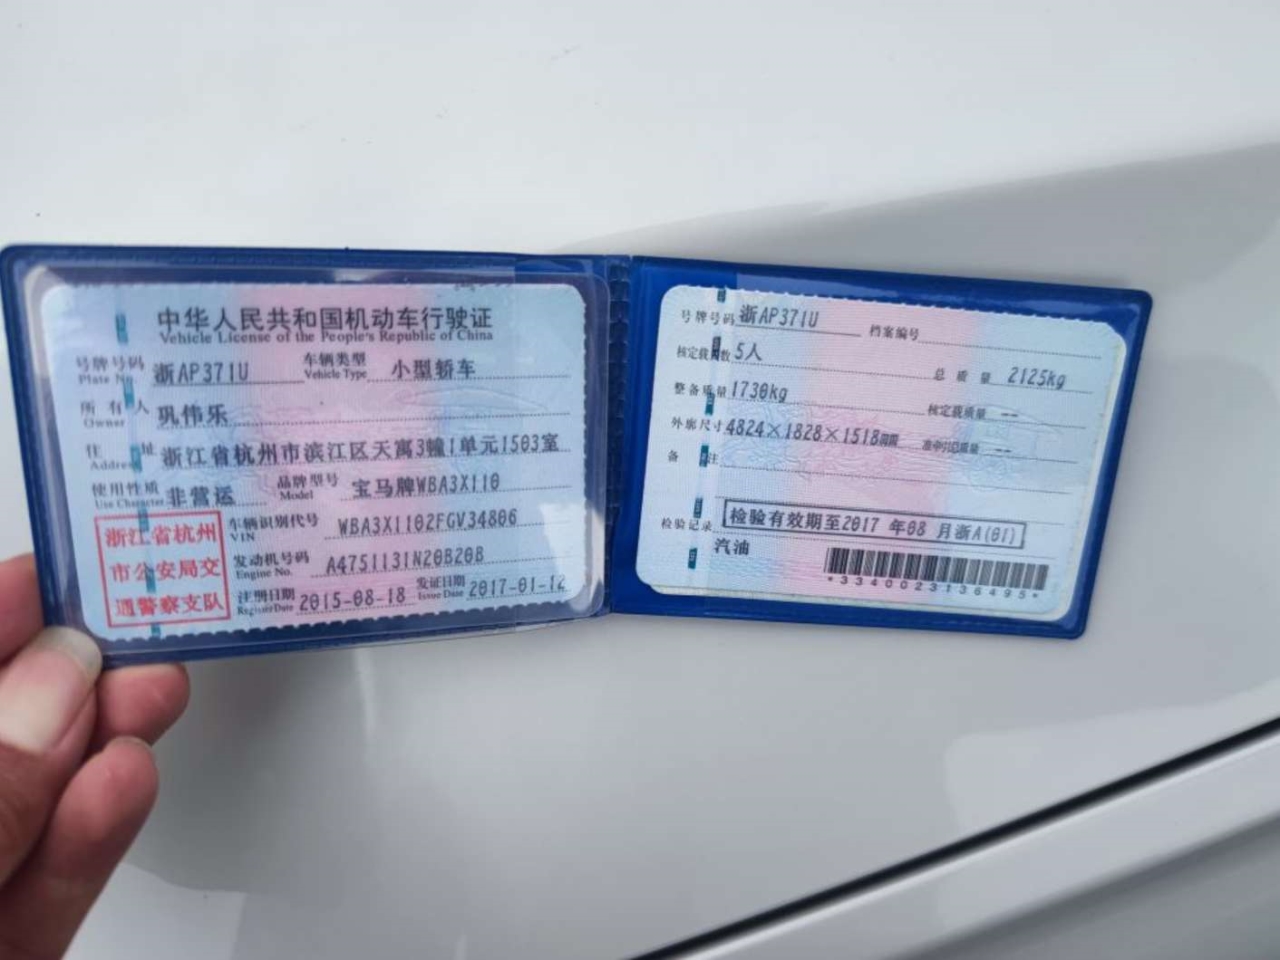 中华人民共和国机动车行驶证
Vehicle License of the People's Republic of China
号牌号码 浙AP371U 车辆类型 小型轿车
Plate No. Vehicle Type
所有人 巩伟乐
Owner
住址 浙江省杭州市滨江区天寓3幢1单元1503室
Address
使用性质 非营运 品牌型号 宝马牌WBA3X110
Use Character Model
浙江省杭州
市公安局交
通警察支队
车辆识别代号 WBA3X1102FGV34806
VIN
发动机号码 A4751131N20B20B
Engine No.
注册日期 2015-08-18 发证日期 2017-01-12
Register Date Issue Date
号牌号码 浙AP371U 档案编号
核定载人数 5人 总质量 2125kg
整备质量 1730kg 核定载质量 --
外廓尺寸 4824×1828×1518mm --
备注
检验记录 检验有效期至2017 年08 月浙A(01)
汽油
*3340023136495*